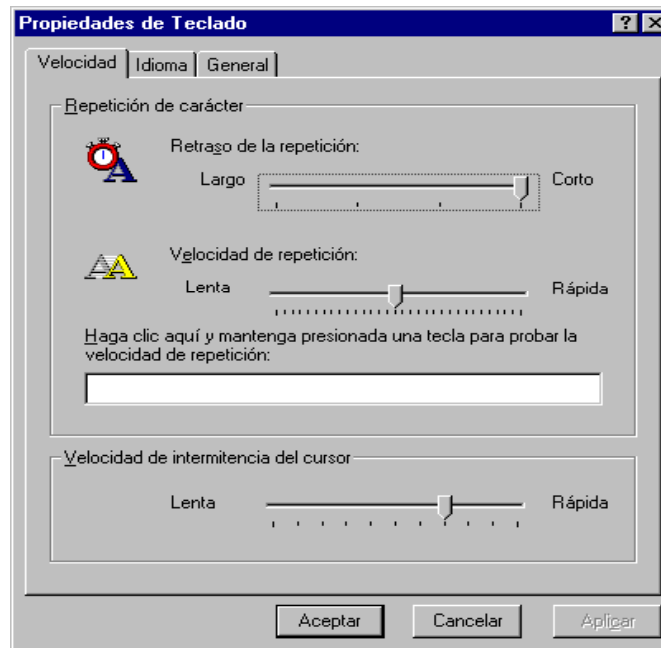 Propiedades de Teclado
Velocidad Idioma General
Repetición de carácter
Retraso de la repetición:
Largo Corto
Velocidad de repetición:
Lenta Rápida
Haga clic aquí y mantenga presionada una tecla para probar la
velocidad de repetición:
Velocidad de intermitencia del cursor
Lenta Rápida
Aceptar Cancelar Aplicar